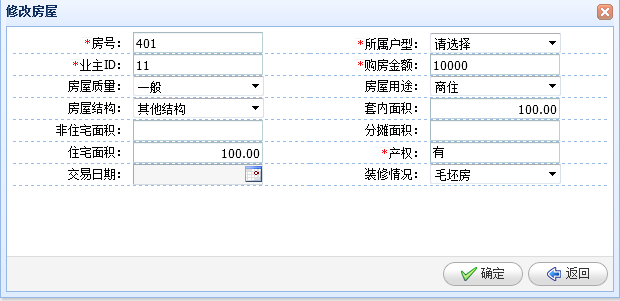 修改房屋
*房号： 401 *所属户型： 请选择
*业主ID： 11 *购房金额： 10000
房屋质量： 一般 房屋用途： 商住
房屋结构： 其他结构 套内面积： 100.00
非住宅面积： 分摊面积：
住宅面积： 100.00 *产权： 有
交易日期： 装修情况： 毛坯房
确定 返回